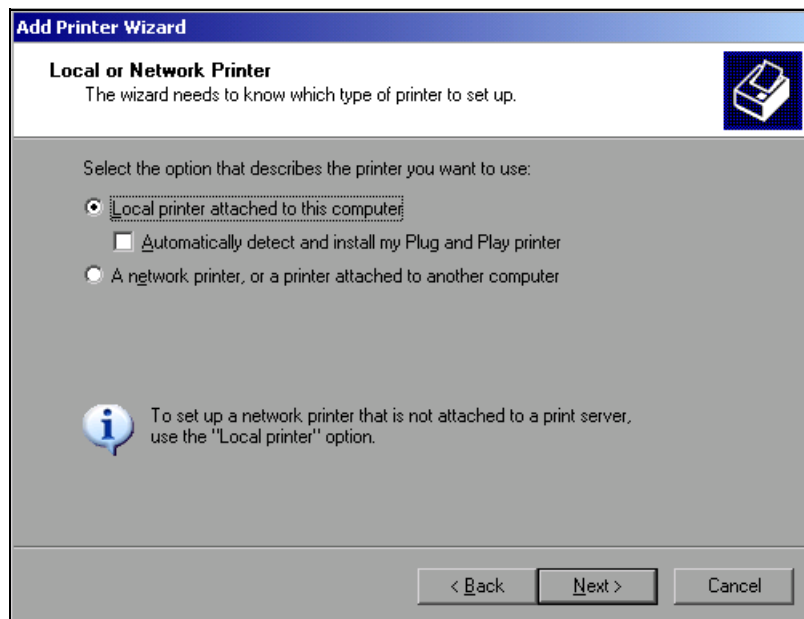 Add Printer Wizard
Local or Network Printer
The wizard needs to know which type of printer to set up.
Select the option that describes the printer you want to use:
Local printer attached to this computer
Automatically detect and install my Plug and Play printer
A network printer, or a printer attached to another computer
To set up a network printer that is not attached to a print server,
use the "Local printer" option.
< Back
Next >
Cancel